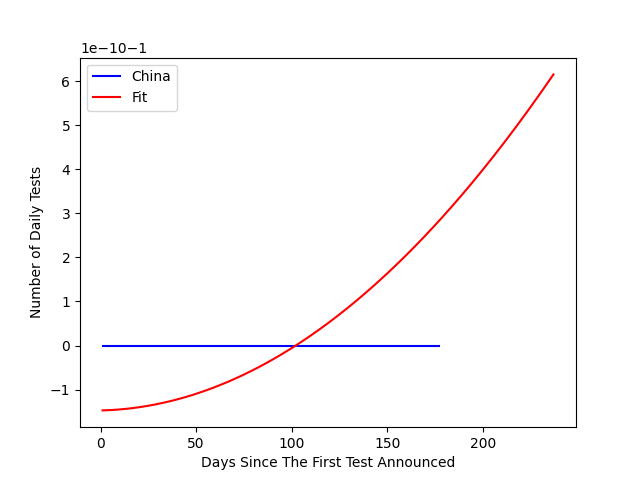 1e−10−1
China
Fit
6
5
4
3
2
1
0
−1
Number of Daily Tests
0
50
100
150
200
Days Since The First Test Announced